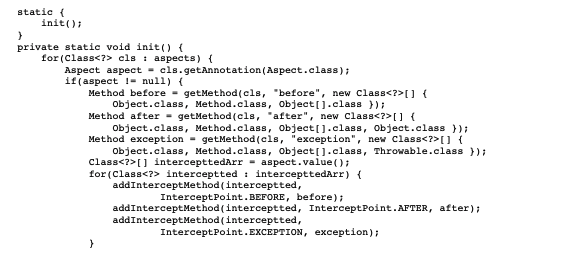 static {
    init();
}
private static void init() {
    for(Class<?> cls : aspects) {
        Aspect aspect = cls.getAnnotation(Aspect.class);
        if(aspect != null) {
            Method before = getMethod(cls, "before", new Class<?>[] {
                Object.class, Method.class, Object[].class });
            Method after = getMethod(cls, "after", new Class<?>[] {
                Object.class, Method.class, Object[].class, Object.class });
            Method exception = getMethod(cls, "exception", new Class<?>[] {
                Object.class, Method.class, Object[].class, Throwable.class });
            Class<?>[] intercepttedArr = aspect.value();
            for(Class<?> interceptted : intercepttedArr) {
                addInterceptMethod(interceptted,
                        InterceptPoint.BEFORE, before);
                addInterceptMethod(interceptted, InterceptPoint.AFTER, after);
                addInterceptMethod(interceptted,
                        InterceptPoint.EXCEPTION, exception);
            }